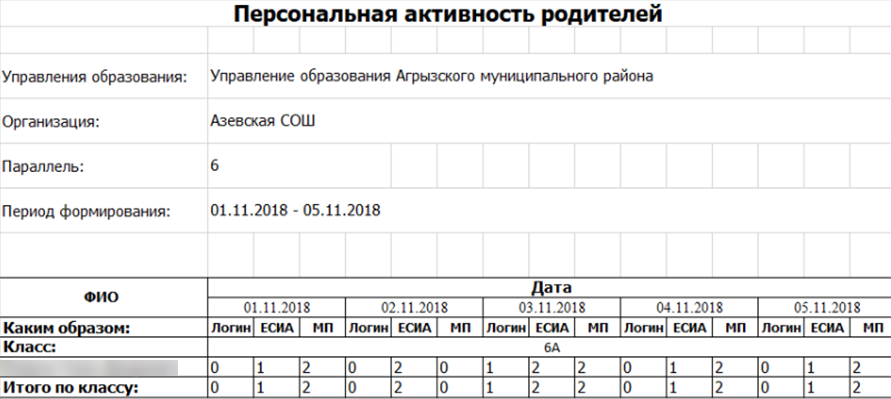 Персональная активность родителей
Управления образования: Управление образования Агрызского муниципального района
Организация: Азевская СОШ
Параллель: 6
Период формирования: 01.11.2018 - 05.11.2018
ФИО Дата
01.11.2018 02.11.2018 03.11.2018 04.11.2018 05.11.2018
Каким образом: Логин ЕСИА МП Логин ЕСИА МП Логин ЕСИА МП Логин ЕСИА МП Логин ЕСИА МП
Класс: 6А
0 1 2 0 2 0 1 2 2 0 1 2 0 1 2
Итого по классу: 0 1 2 0 2 0 1 2 2 0 1 2 0 1 2